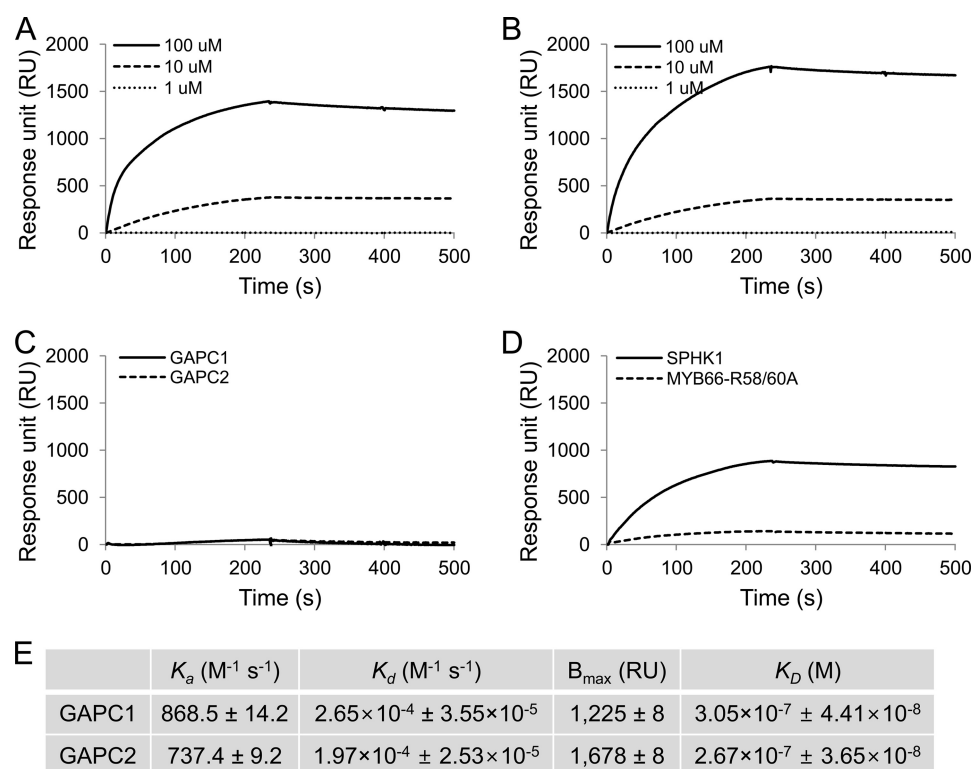 A
Response unit (RU)
2000
1500
1000
500
0
100 uM
10 uM
1 uM
0 100 200 300 400 500
Time (s)
B
Response unit (RU)
2000
1500
1000
500
0
100 uM
10 uM
1 uM
0 100 200 300 400 500
Time (s)
C
Response unit (RU)
2000
1500
1000
500
0
GAPC1
GAPC2
0 100 200 300 400 500
Time (s)
D
Response unit (RU)
2000
1500
1000
500
0
SPHK1
MYB66-R58/60A
0 100 200 300 400 500
Time (s)
E
Ka (M⁻¹ s⁻¹) Kd (M⁻¹ s⁻¹) Bmax (RU) KD (M)
GAPC1 868.5 ± 14.2 2.65×10⁻⁴ ± 3.55×10⁻⁵ 1,225 ± 8 3.05×10⁻⁷ ± 4.41×10⁻⁸
GAPC2 737.4 ± 9.2 1.97×10⁻⁴ ± 2.53×10⁻⁵ 1,678 ± 8 2.67×10⁻⁷ ± 3.65×10⁻⁸